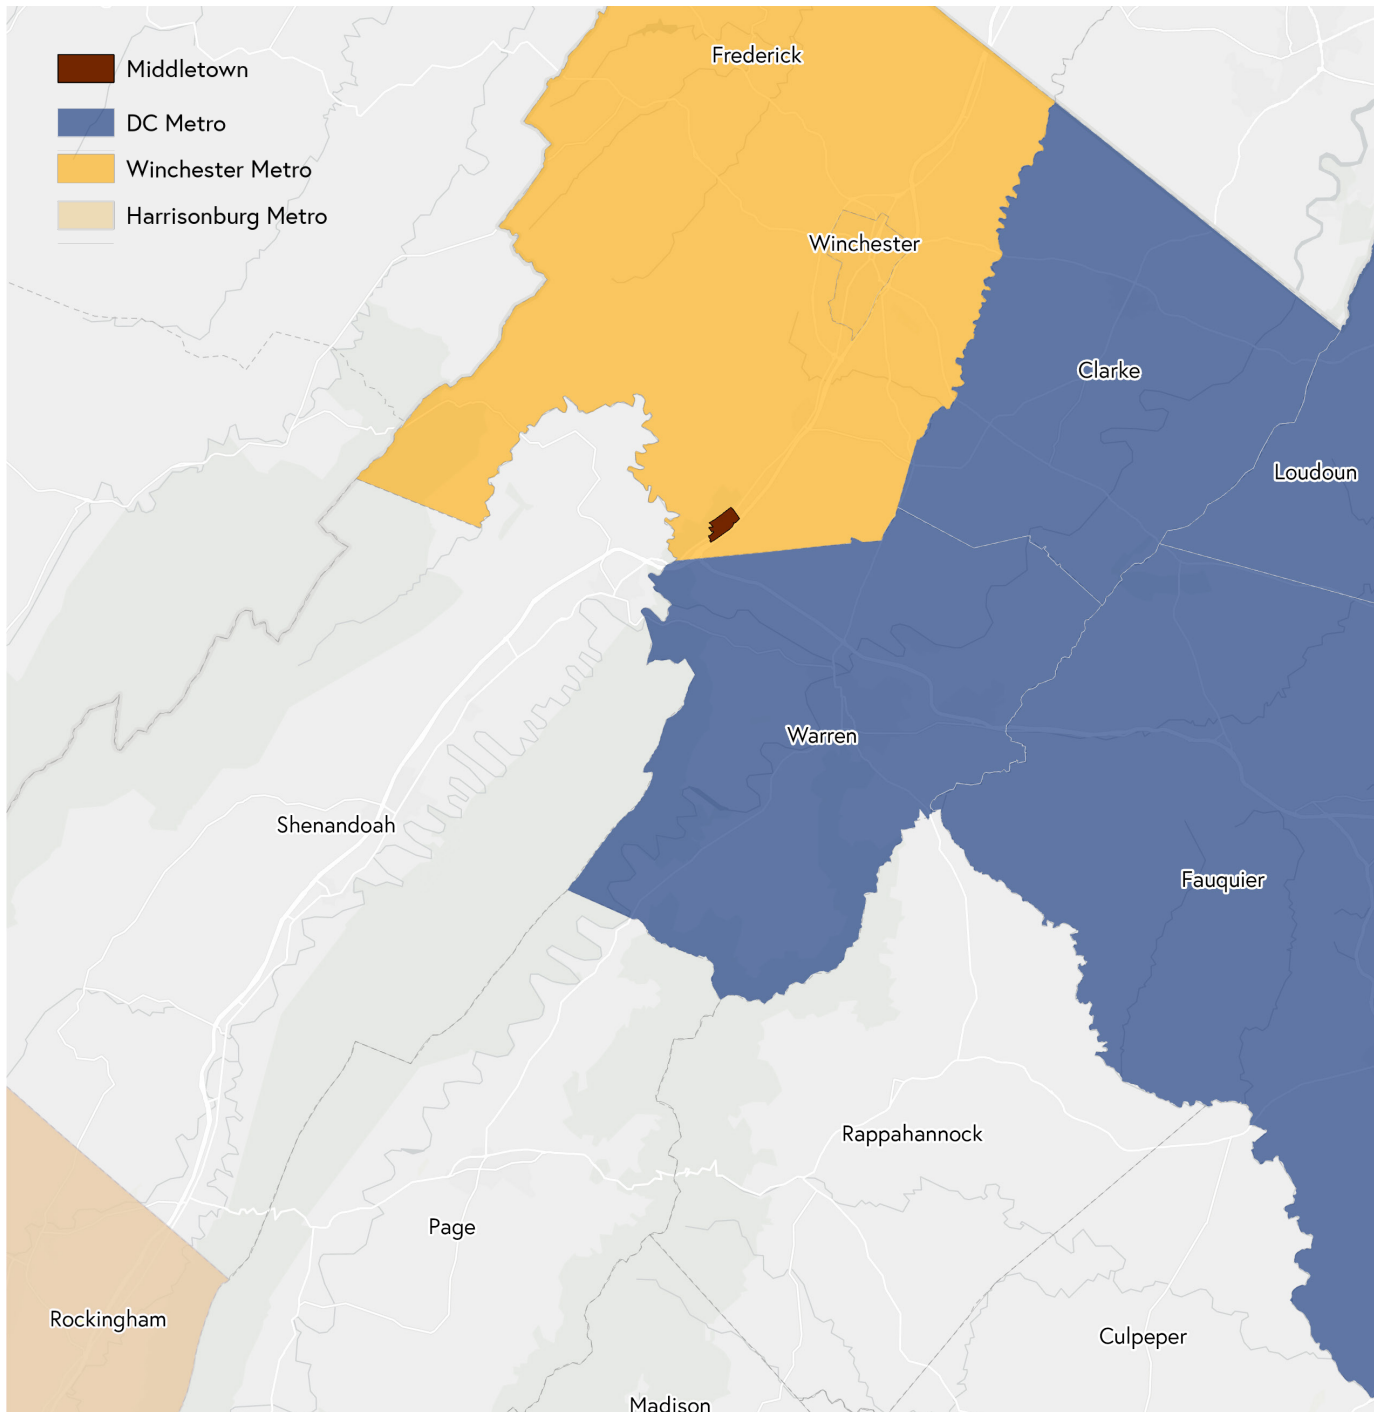 Frederick
Middletown
DC Metro
Winchester Metro
Harrisonburg Metro
Winchester
Clarke
Loudoun
Warren
Shenandoah
Fauquier
Rappahannock
Page
Rockingham
Culpeper
Madison